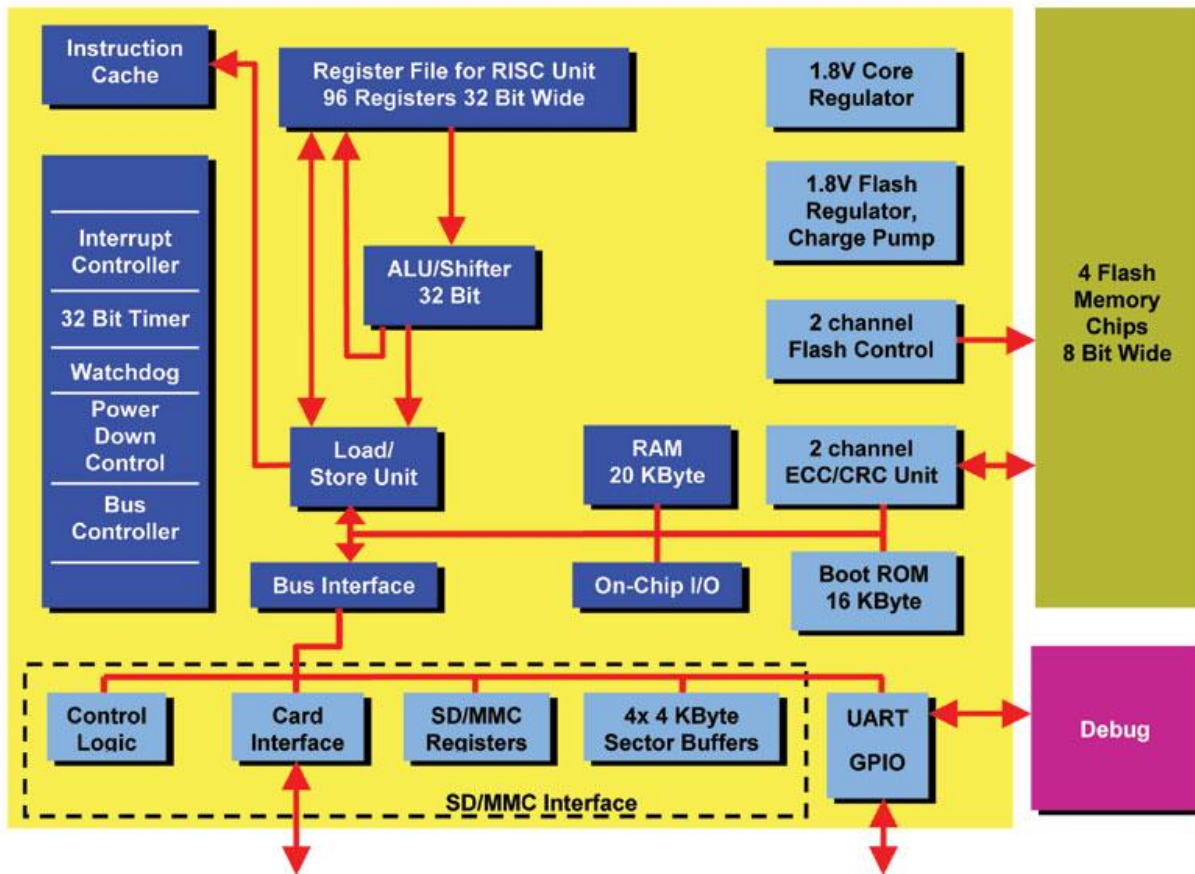 Instruction
Cache
Register File for RISC Unit
96 Registers 32 Bit Wide
1.8V Core
Regulator
1.8V Flash
Regulator,
Charge Pump
Interrupt
Controller
32 Bit Timer
Watchdog
Power
Down
Control
Bus
Controller
ALU/Shifter
32 Bit
4 Flash
Memory
Chips
8 Bit Wide
2 channel
Flash Control
Load/
Store Unit
RAM
20 KByte
2 channel
ECC/CRC Unit
Bus Interface
On-Chip I/O
Boot ROM
16 KByte
Control
Logic
Card
Interface
SD/MMC
Registers
4x 4 KByte
Sector Buffers
UART
GPIO
Debug
SD/MMC Interface